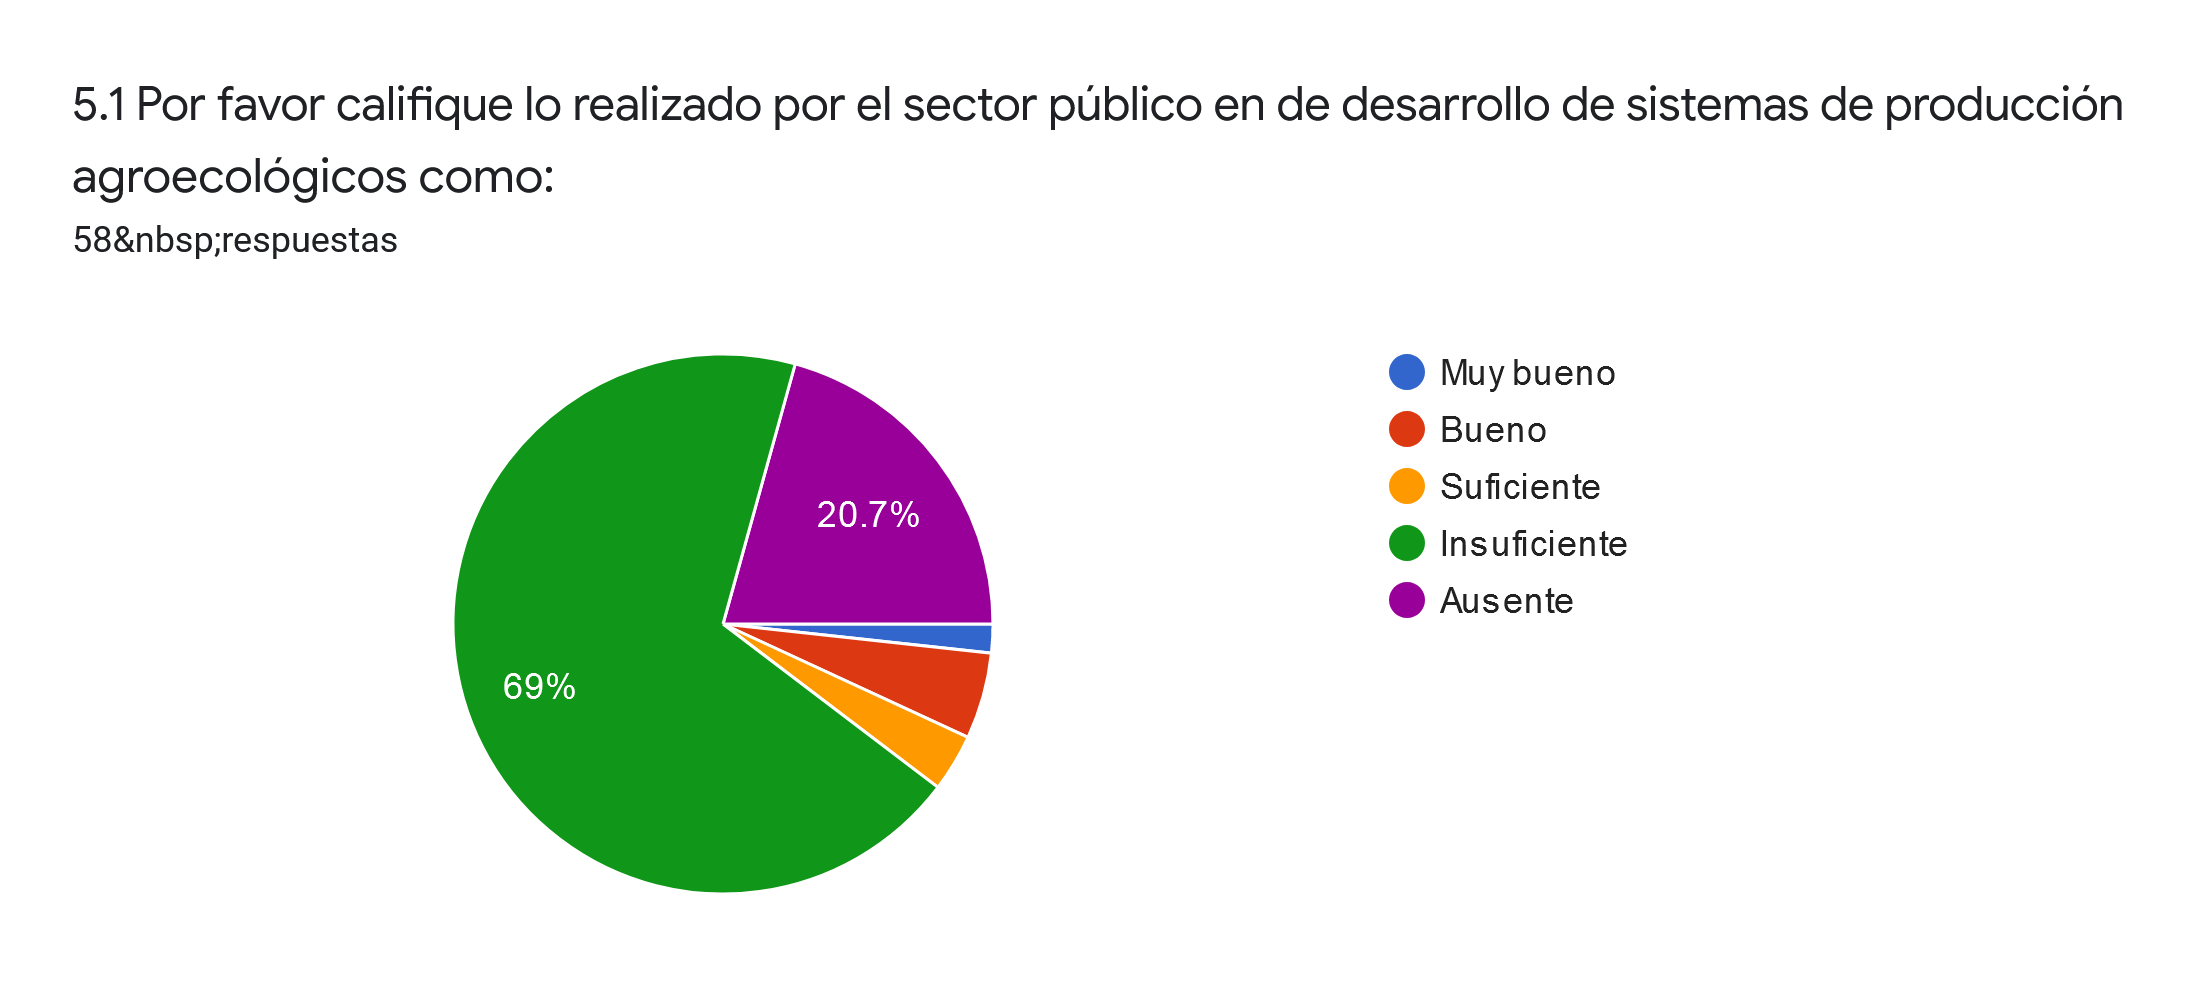 5.1 Por favor califique lo realizado por el sector público en de desarrollo de sistemas de producción
agroecológicos como:
58&nbsp;respuestas
Muy bueno
Bueno
Suficiente
Insuficiente
Ausente
20.7%
69%